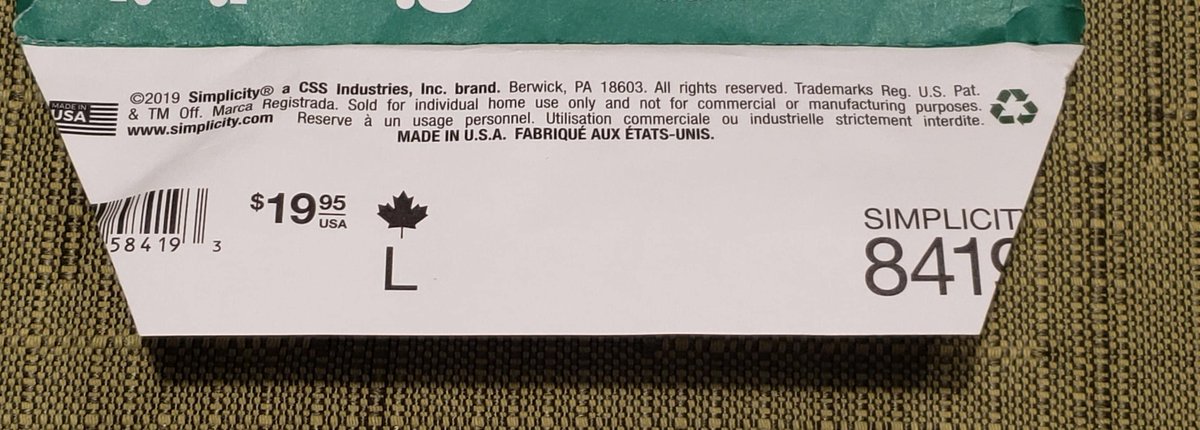 MADE IN
USA
©2019 Simplicity® a CSS Industries, Inc. brand. Berwick, PA 18603. All rights reserved. Trademarks Reg. U.S. Pat.
& TM Off. Marca Registrada. Sold for individual home use only and not for commercial or manufacturing purposes.
www.simplicity.com Reserve à un usage personnel. Utilisation commerciale ou industrielle strictement interdite.
MADE IN U.S.A. FABRIQUÉ AUX ÉTATS-UNIS.
$19 95
USA
58419 3
L
SIMPLICIT
841